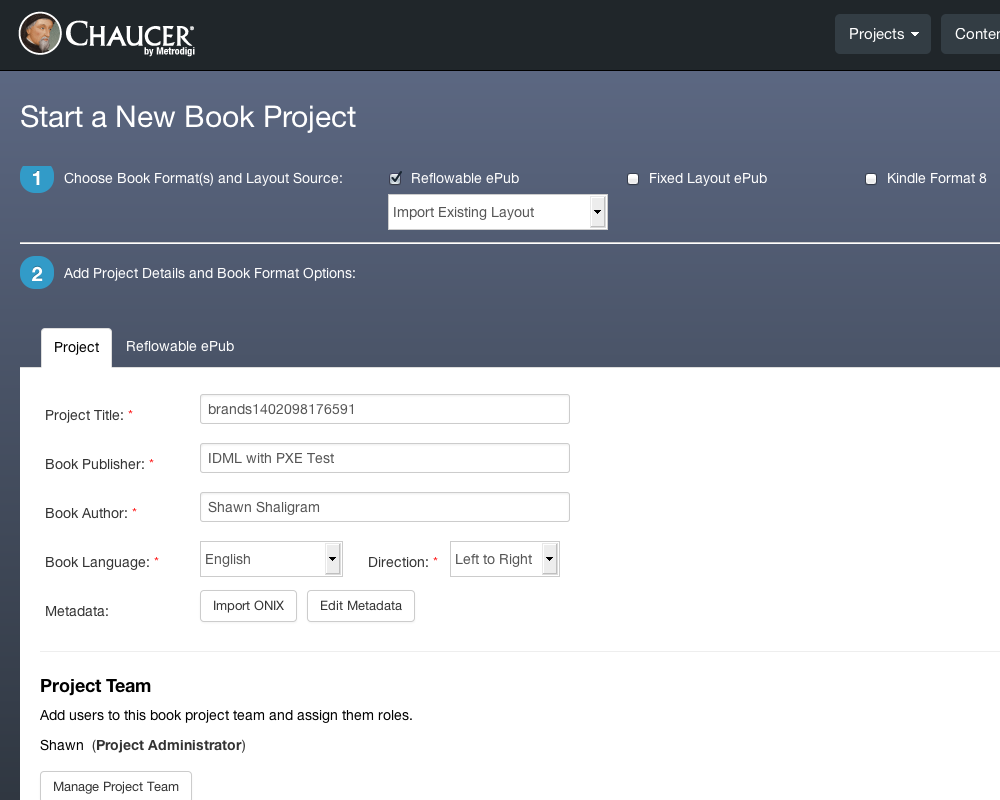 CHAUCER
by Metrodigi
Projects
Start a New Book Project
1 Choose Book Format(s) and Layout Source: Reflowable ePub Fixed Layout ePub Kindle Format 8
Import Existing Layout
2 Add Project Details and Book Format Options:
Project Reflowable ePub
Project Title: * brands1402098176591
Book Publisher: * IDML with PXE Test
Book Author: * Shawn Shaligram
Book Language: * English Direction: * Left to Right
Metadata: Import ONIX Edit Metadata
Project Team
Add users to this book project team and assign them roles.
Shawn (Project Administrator)
Manage Project Team